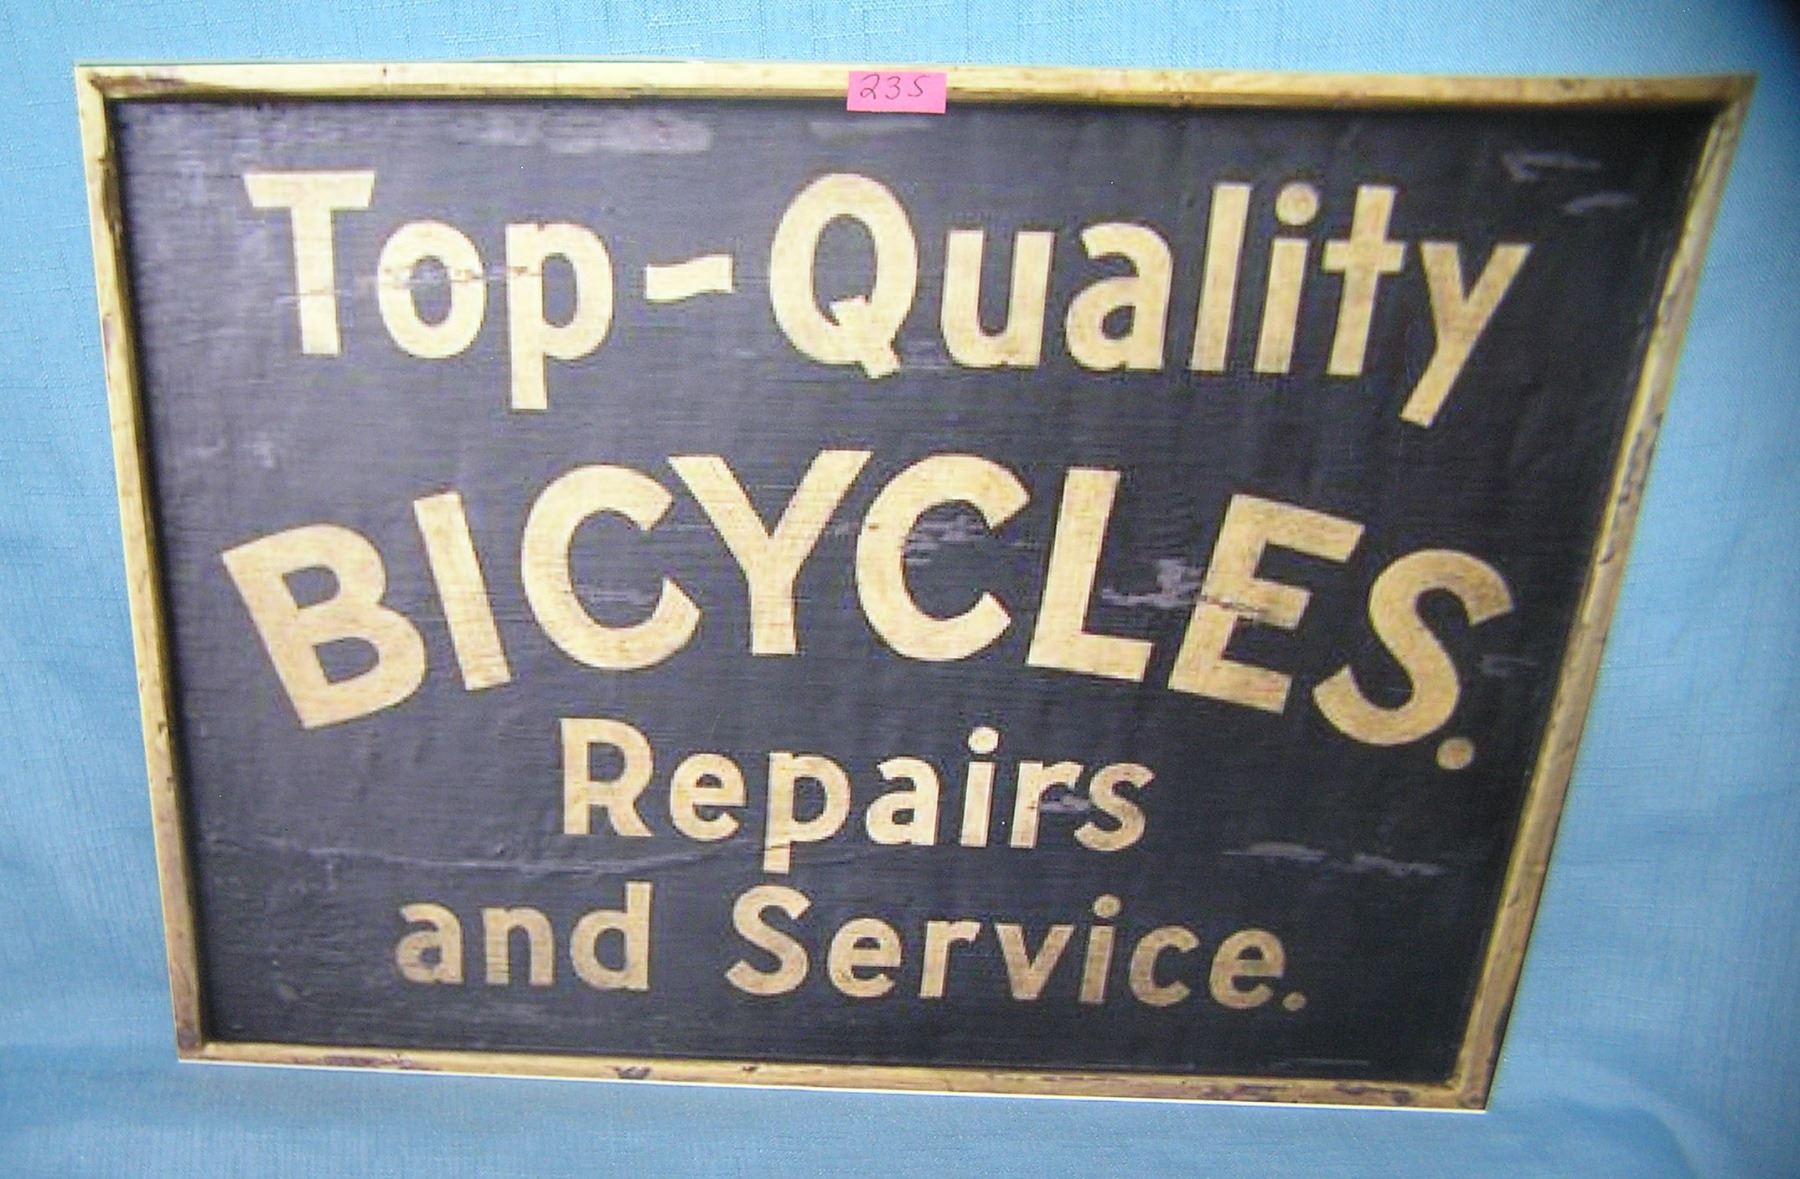 235
Top-Quality
BICYCLES.
Repairs
and Service.